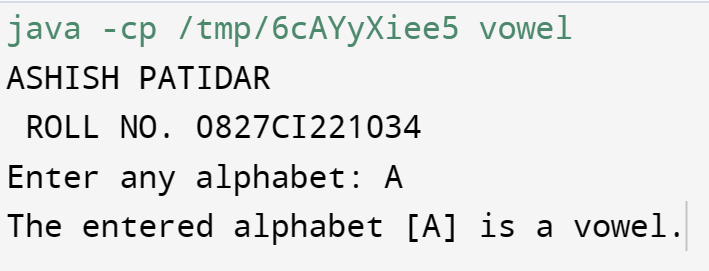 java -cp /tmp/6cAYyXiee5 vowel
ASHISH PATIDAR
ROLL NO. 0827CI221034
Enter any alphabet: A
The entered alphabet [A] is a vowel.